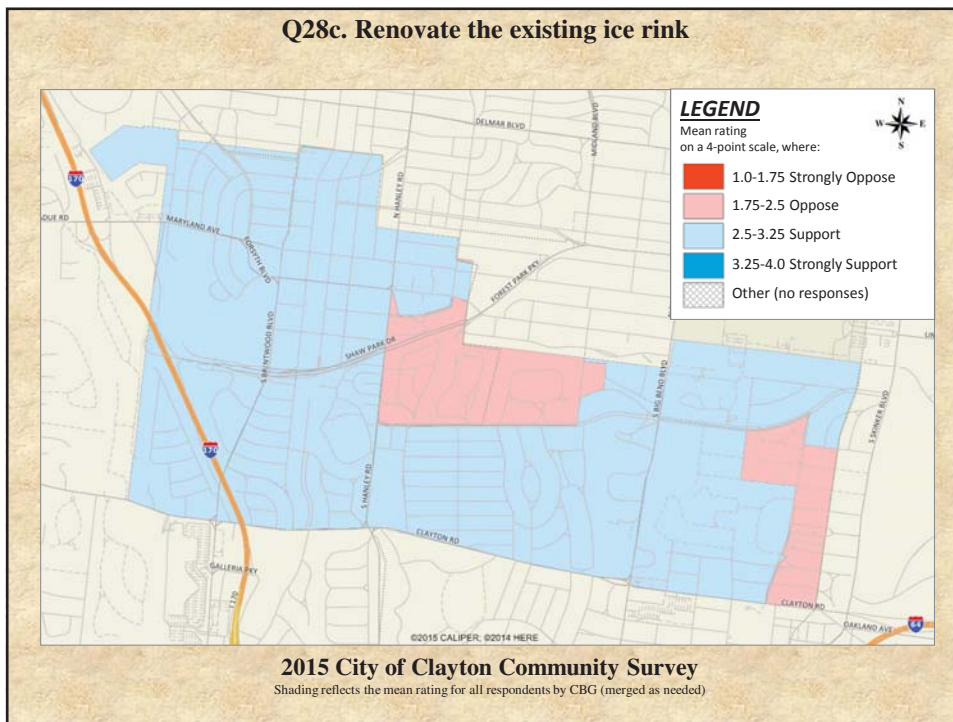 Q28c. Renovate the existing ice rink
LEGEND
Mean rating
on a 4-point scale, where:
1.0-1.75 Strongly Oppose
1.75-2.5 Oppose
2.5-3.25 Support
3.25-4.0 Strongly Support
Other (no responses)
N
W E
S
DELMAR BLVD
MIDLAND BLVD
170
N HANLEY RD
DUE RD
MARYLAND AVE
FORSYTH BLVD
FOREST PARK PKY
LIN
S BRENTWOOD BLVD
SHAW PARK DR
S BIG BEND BLVD
S SKINKER BLVD
170
S HANLEY RD
CLAYTON RD
GALLERIA PKY
I 170
CLAYTON RD
OAKLAND AVE
64
©2015 CALIPER; ©2014 HERE
2015 City of Clayton Community Survey
Shading reflects the mean rating for all respondents by CBG (merged as needed)